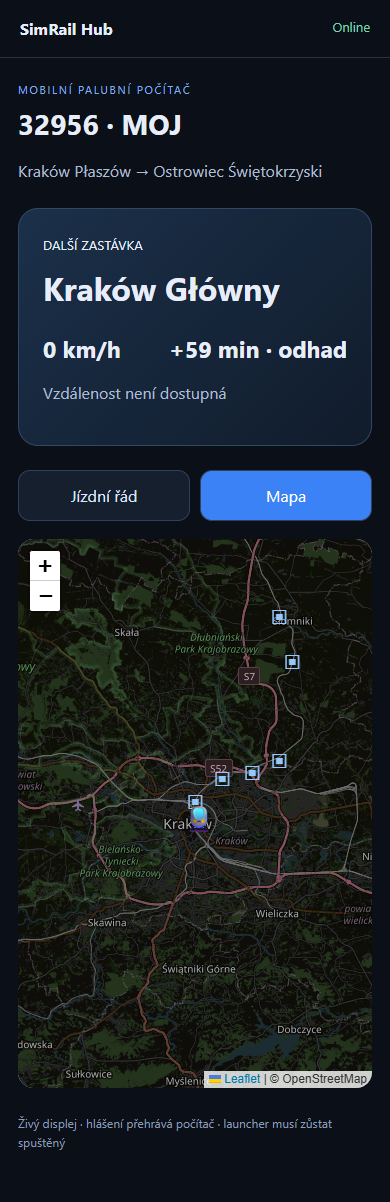 SimRail Hub
Online
MOBILNÍ PALUBNÍ POČÍTAČ
32956 · MOJ
Kraków Płaszów → Ostrowiec Świętokrzyski
DALŠÍ ZASTÁVKA
Kraków Główny
0 km/h
+59 min · odhad
Vzdálenost není dostupná
Jízdní řád
Mapa
+
−
Skała
Dłubniański
Park Krajobrazowy
S7
S52
Kraków
Kraków
Bielańsko-
Tyniecki
Park Krajobrazowy
Wieliczka
Skawina
Świątniki Górne
Dobczyce
Sułkowice
Leaflet | © OpenStreetMap
Živý displej · hlášení přehrává počítač · launcher musí zůstat
spuštěný